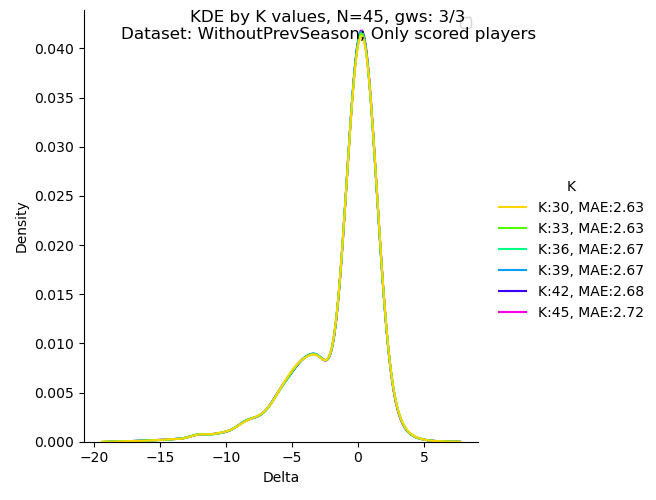 KDE by K values, N=45, gws: 3/3
Dataset: WithoutPrevSeason, Only scored players
0.040
0.035
0.030
0.025
0.020
0.015
0.010
0.005
0.000
Density
−20
−15
−10
−5
0
5
Delta
K
K:30, MAE:2.63
K:33, MAE:2.63
K:36, MAE:2.67
K:39, MAE:2.67
K:42, MAE:2.68
K:45, MAE:2.72